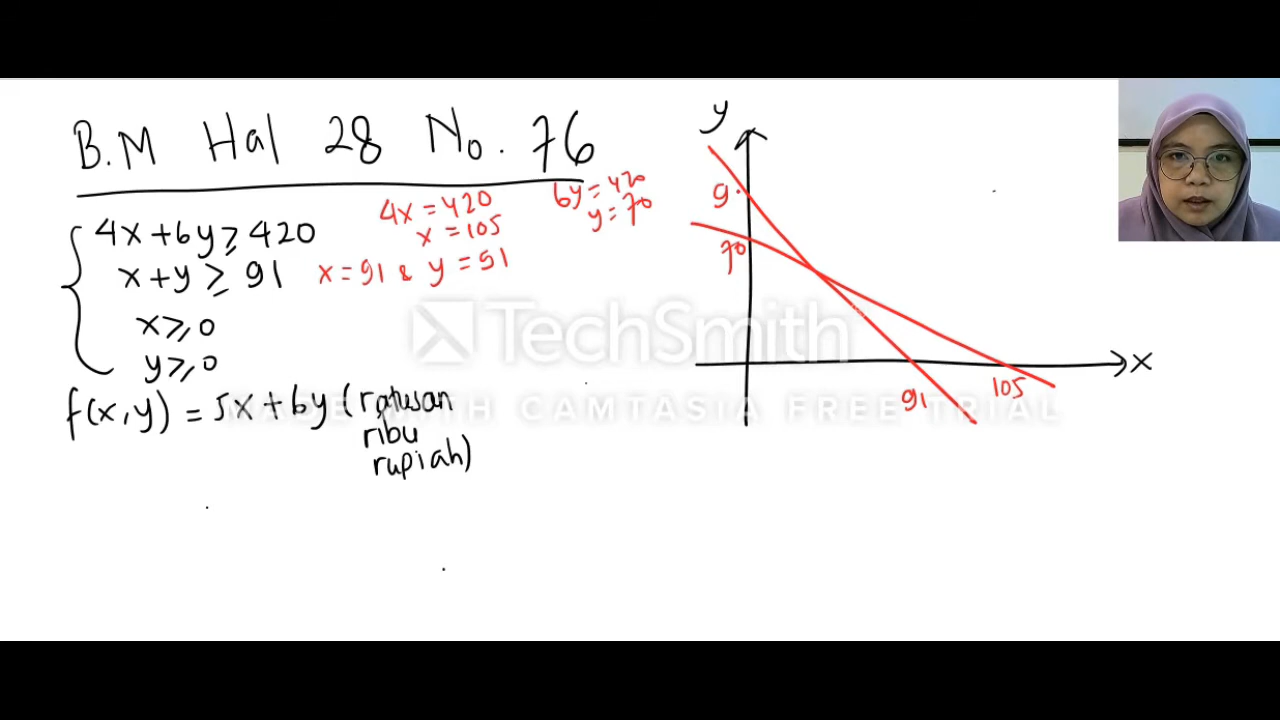 B.M Hal 28 No. 76
4x = 420
x = 105
6y = 420
y = 70
4x + 6y ≥ 420
x + y ≥ 91
x = 91 & y = 91
x ≥ 0
y ≥ 0
f(x,y) = 5x + 6y (ratusan
ribu
rupiah)
y
9
70
91
105
x
TechSmith
MADE WITH CAMTASIA FREE TRIAL